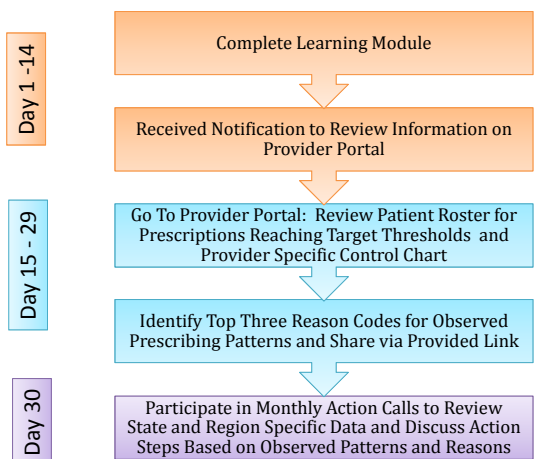 Day 1 -14
Complete Learning Module
Received Notification to Review Information on
Provider Portal
Day 15 - 29
Go To Provider Portal: Review Patient Roster for
Prescriptions Reaching Target Thresholds and
Provider Specific Control Chart
Identify Top Three Reason Codes for Observed
Prescribing Patterns and Share via Provided Link
Day 30
Participate in Monthly Action Calls to Review
State and Region Specific Data and Discuss Action
Steps Based on Observed Patterns and Reasons